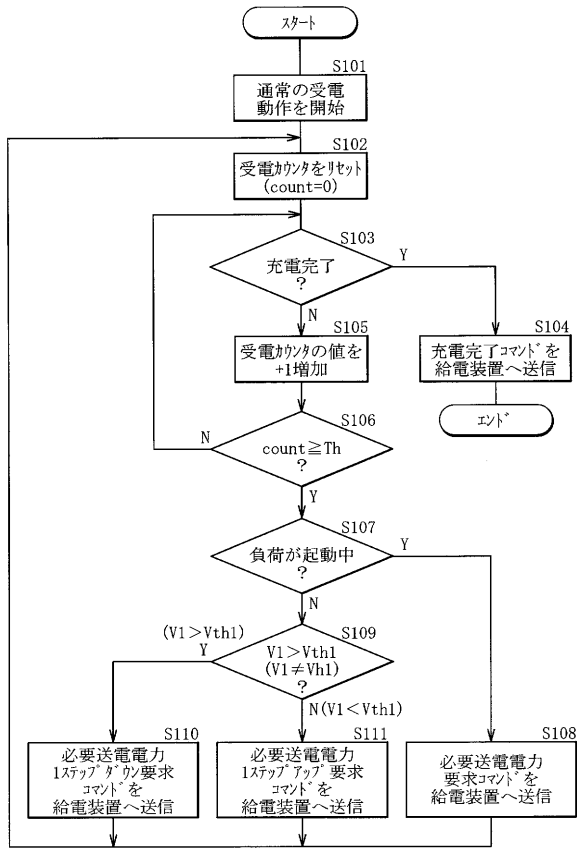 スタート
S101
通常の受電
動作を開始
S102
受電カウンタをリセット
(count=0)
S103
充電完了
?
Y
N
S105
受電カウンタの値を
+1増加
S104
充電完了コマンドを
給電装置へ送信
エンド
S106
count≧Th
?
N
Y
S107
負荷が起動中
?
Y
N
S109
V1>Vth1
(V1≠Vh1)
?
(V1>Vth1)
Y
N(V1<Vth1)
S110
必要送電電力
1ステップダウン要求
コマンドを
給電装置へ送信
S111
必要送電電力
1ステップアップ要求
コマンドを
給電装置へ送信
S108
必要送電電力
要求コマンドを
給電装置へ送信